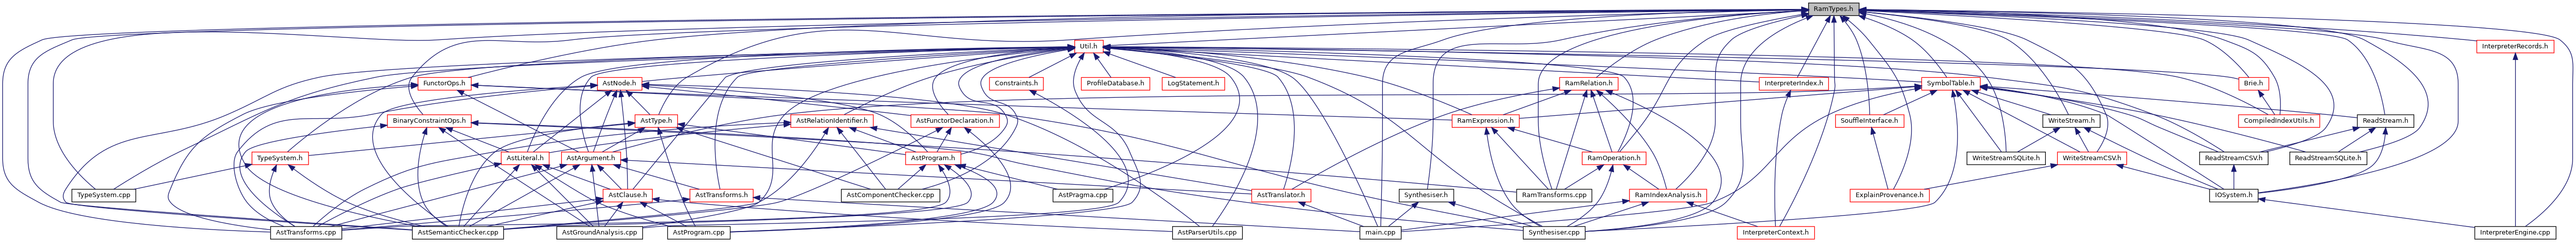 RamTypes.h
Util.h
InterpreterRecords.h
FunctorOps.h
AstNode.h
Constraints.h
ProfileDatabase.h
LogStatement.h
RamRelation.h
InterpreterIndex.h
SymbolTable.h
Brie.h
BinaryConstraintOps.h
AstType.h
AstRelationIdentifier.h
AstFunctorDeclaration.h
RamExpression.h
SouffleInterface.h
WriteStream.h
CompiledIndexUtils.h
ReadStream.h
TypeSystem.h
AstLiteral.h
AstArgument.h
AstProgram.h
RamOperation.h
WriteStreamSQLite.h
WriteStreamCSV.h
ReadStreamCSV.h
ReadStreamSQLite.h
TypeSystem.cpp
AstClause.h
AstTransforms.h
AstComponentChecker.cpp
AstPragma.cpp
AstTranslator.h
Synthesiser.h
RamTransforms.cpp
RamIndexAnalysis.h
ExplainProvenance.h
IOSystem.h
AstTransforms.cpp
AstSemanticChecker.cpp
AstGroundAnalysis.cpp
AstProgram.cpp
AstParserUtils.cpp
main.cpp
Synthesiser.cpp
InterpreterContext.h
InterpreterEngine.cpp